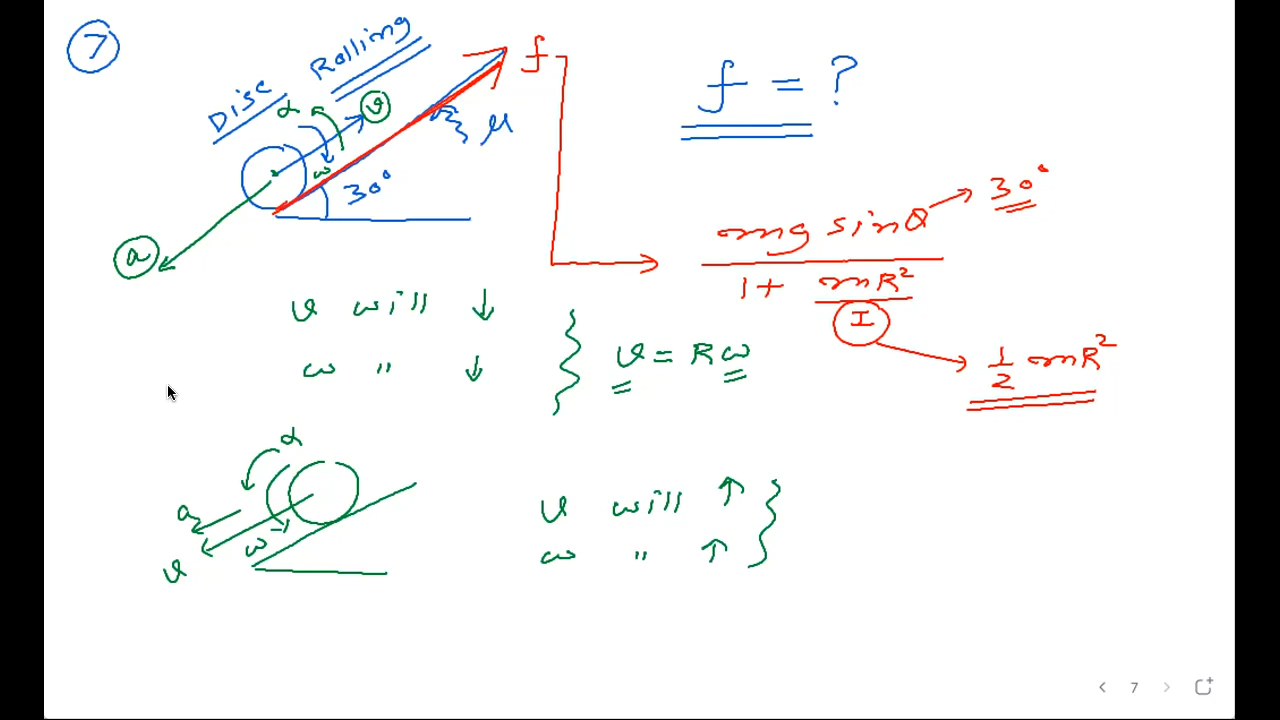 7
Disc Rolling
f
f = ?
α
v
ω
μ
30°
a
mg sinθ
30°
1 + mR²
I
1/2 mR²
v will ↓
ω " ↓
v = Rω
α
a
v
ω
v will ↑
ω " ↑
7